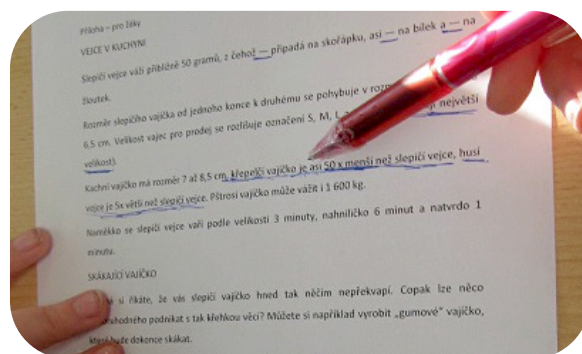 Příloha – pro žáky
VEJCE V KUCHYNI
Slepičí vejce váží přibližně 50 gramů, z čehož — připadá na skořápku, asi — na bílek a — na
žloutek.
Rozměr slepičího vajíčka od jednoho konce k druhému se pohybuje v
6,5 cm. Velikost vajec pro prodej se rozlišuje označení S, M, L největší
velikost).
Kachní vajíčko má rozměr 7 až 8,5 cm, křepelčí vajíčko je asi 50 x menší než slepičí vejce, husí
vejce je 5x větší než slepičí vejce. Pštrosí vajíčko může vážit i 1 600 kg.
Naměkko se slepičí vejce vaří podle velikosti 3 minuty, nahniličko 6 minut a natvrdo 1
minutu.
SKÁKAJÍCÍ VAJÍČKO
si říkáte, že vás slepičí vajíčko hned tak něčím nepřekvapí. Copak lze něco
podnikat s tak křehkou věcí? Můžete si například vyrobit „gumové“ vajíčko,
které bude dokonce skákat.